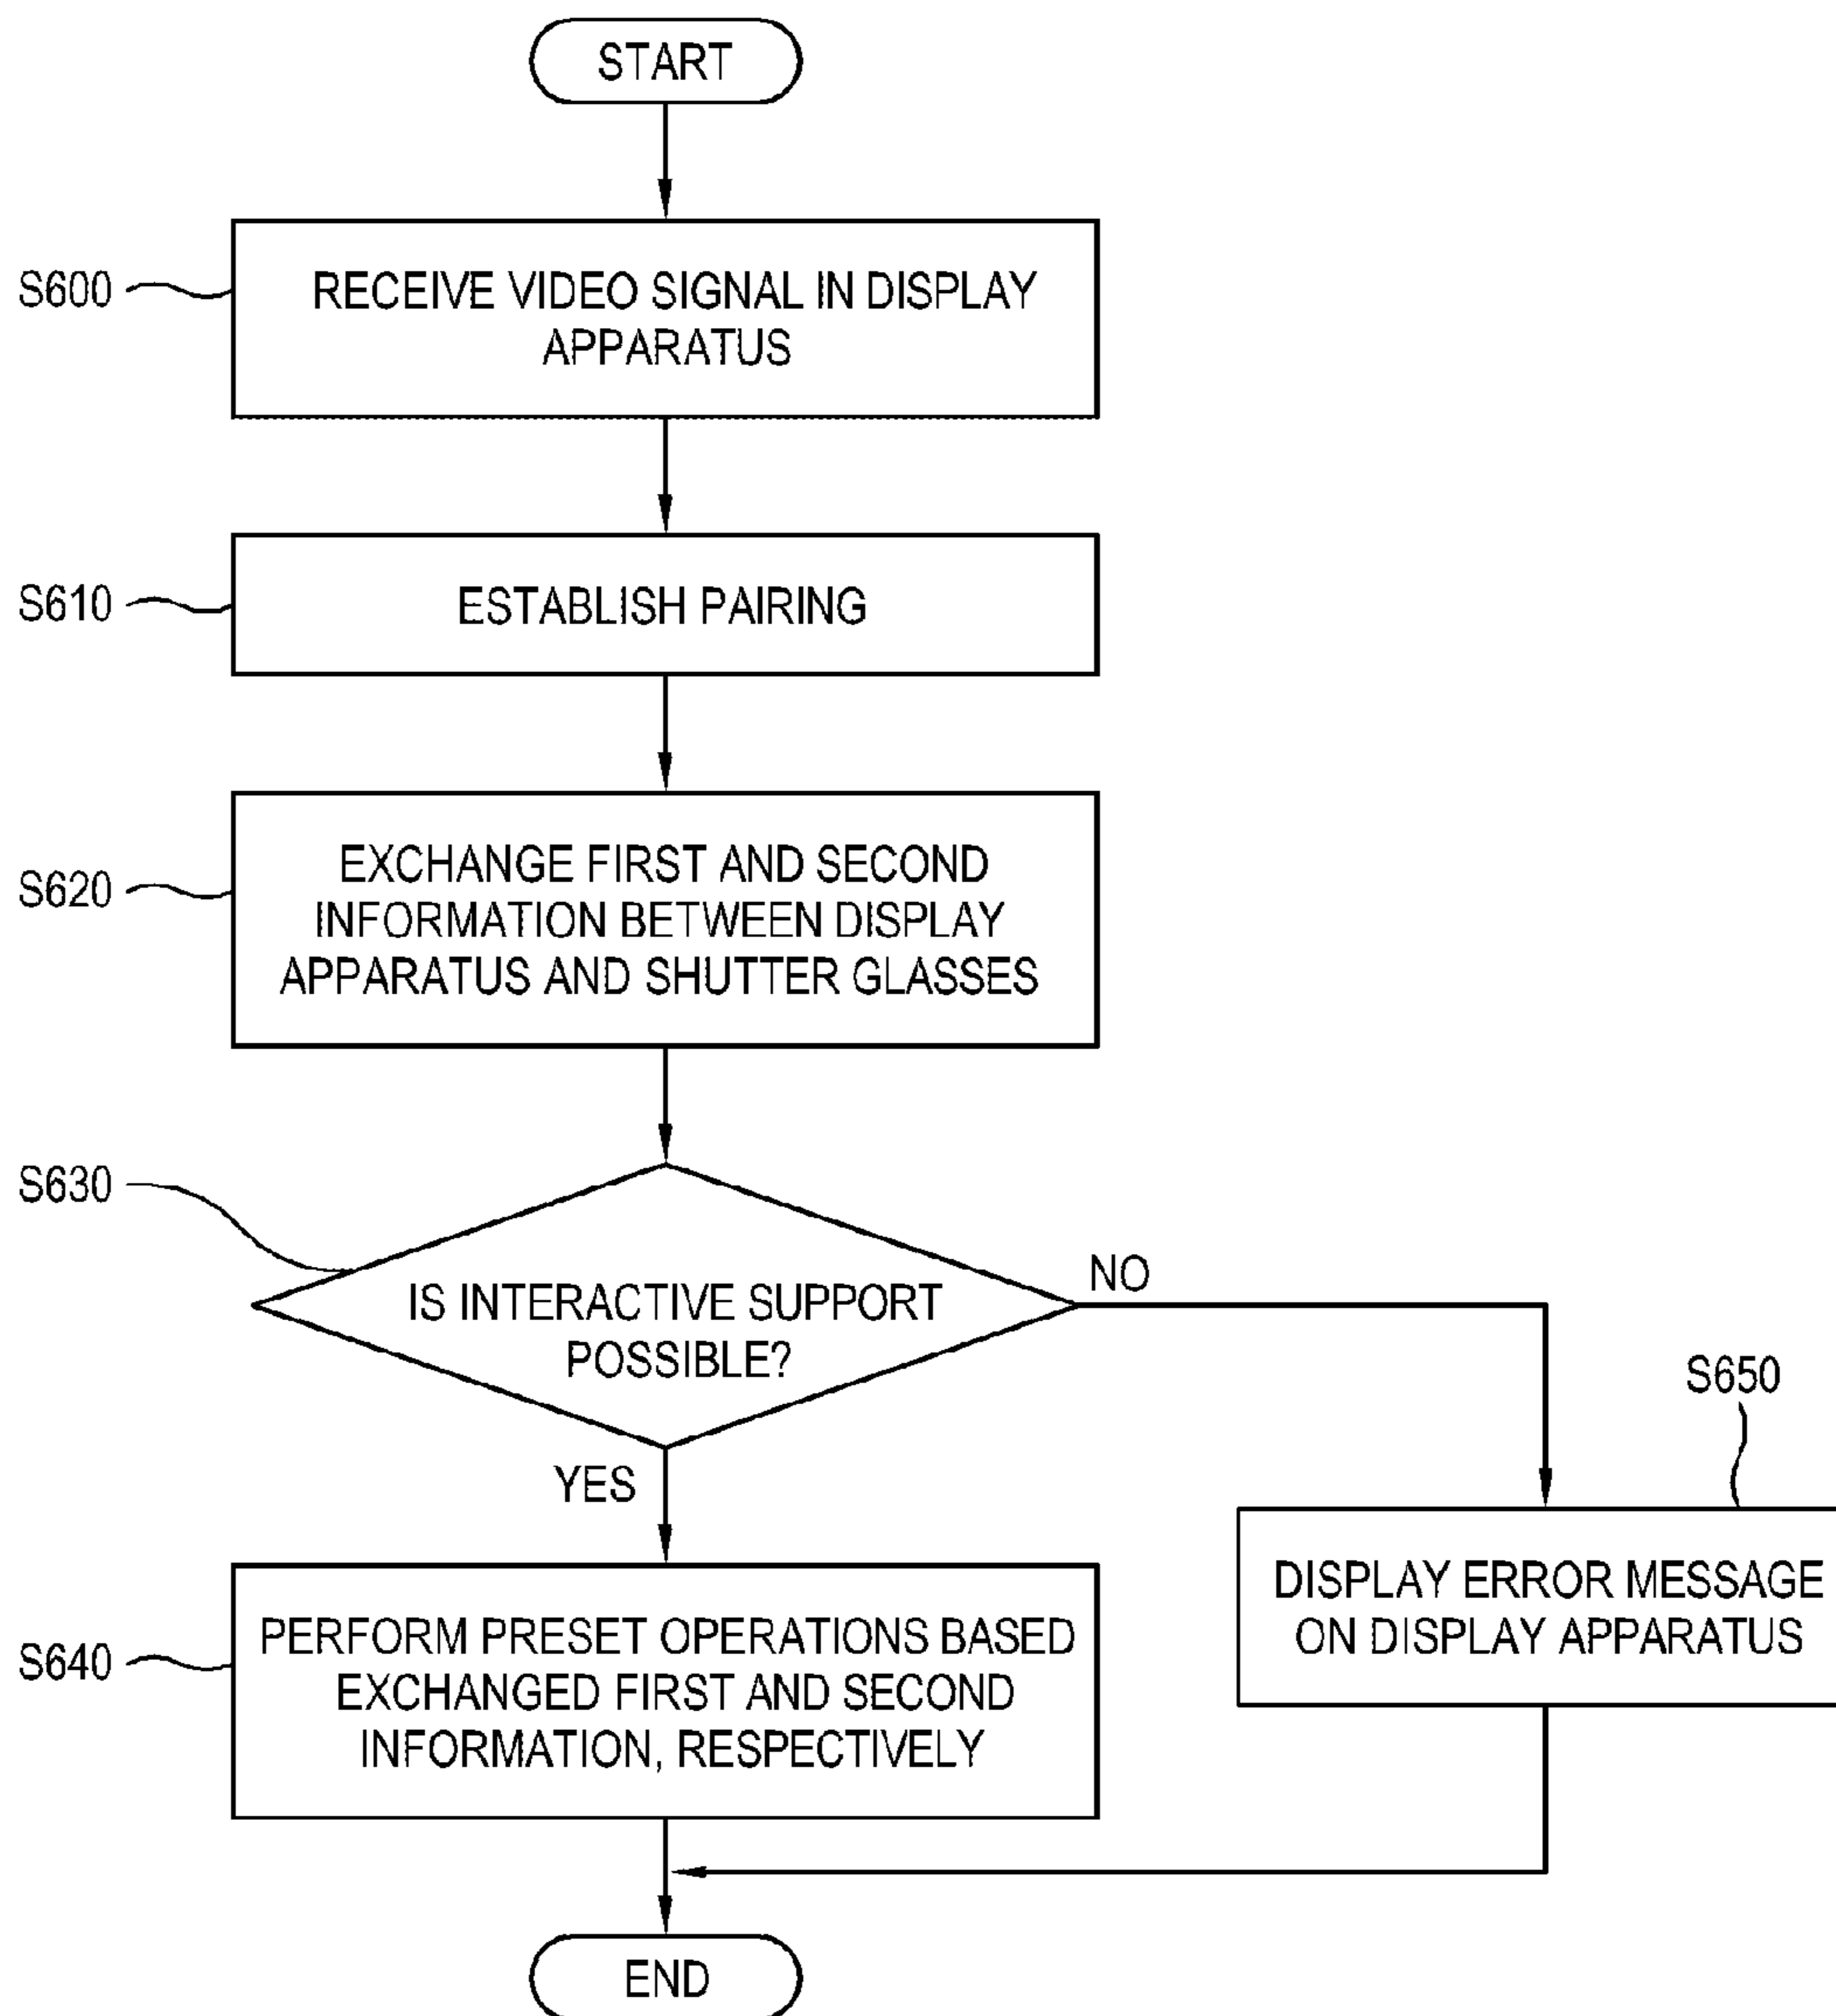 START
S600
RECEIVE VIDEO SIGNAL IN DISPLAY
APPARATUS
S610
ESTABLISH PAIRING
S620
EXCHANGE FIRST AND SECOND
INFORMATION BETWEEN DISPLAY
APPARATUS AND SHUTTER GLASSES
S630
IS INTERACTIVE SUPPORT
POSSIBLE?
NO
YES
S650
DISPLAY ERROR MESSAGE
ON DISPLAY APPARATUS
S640
PERFORM PRESET OPERATIONS BASED
EXCHANGED FIRST AND SECOND
INFORMATION, RESPECTIVELY
END